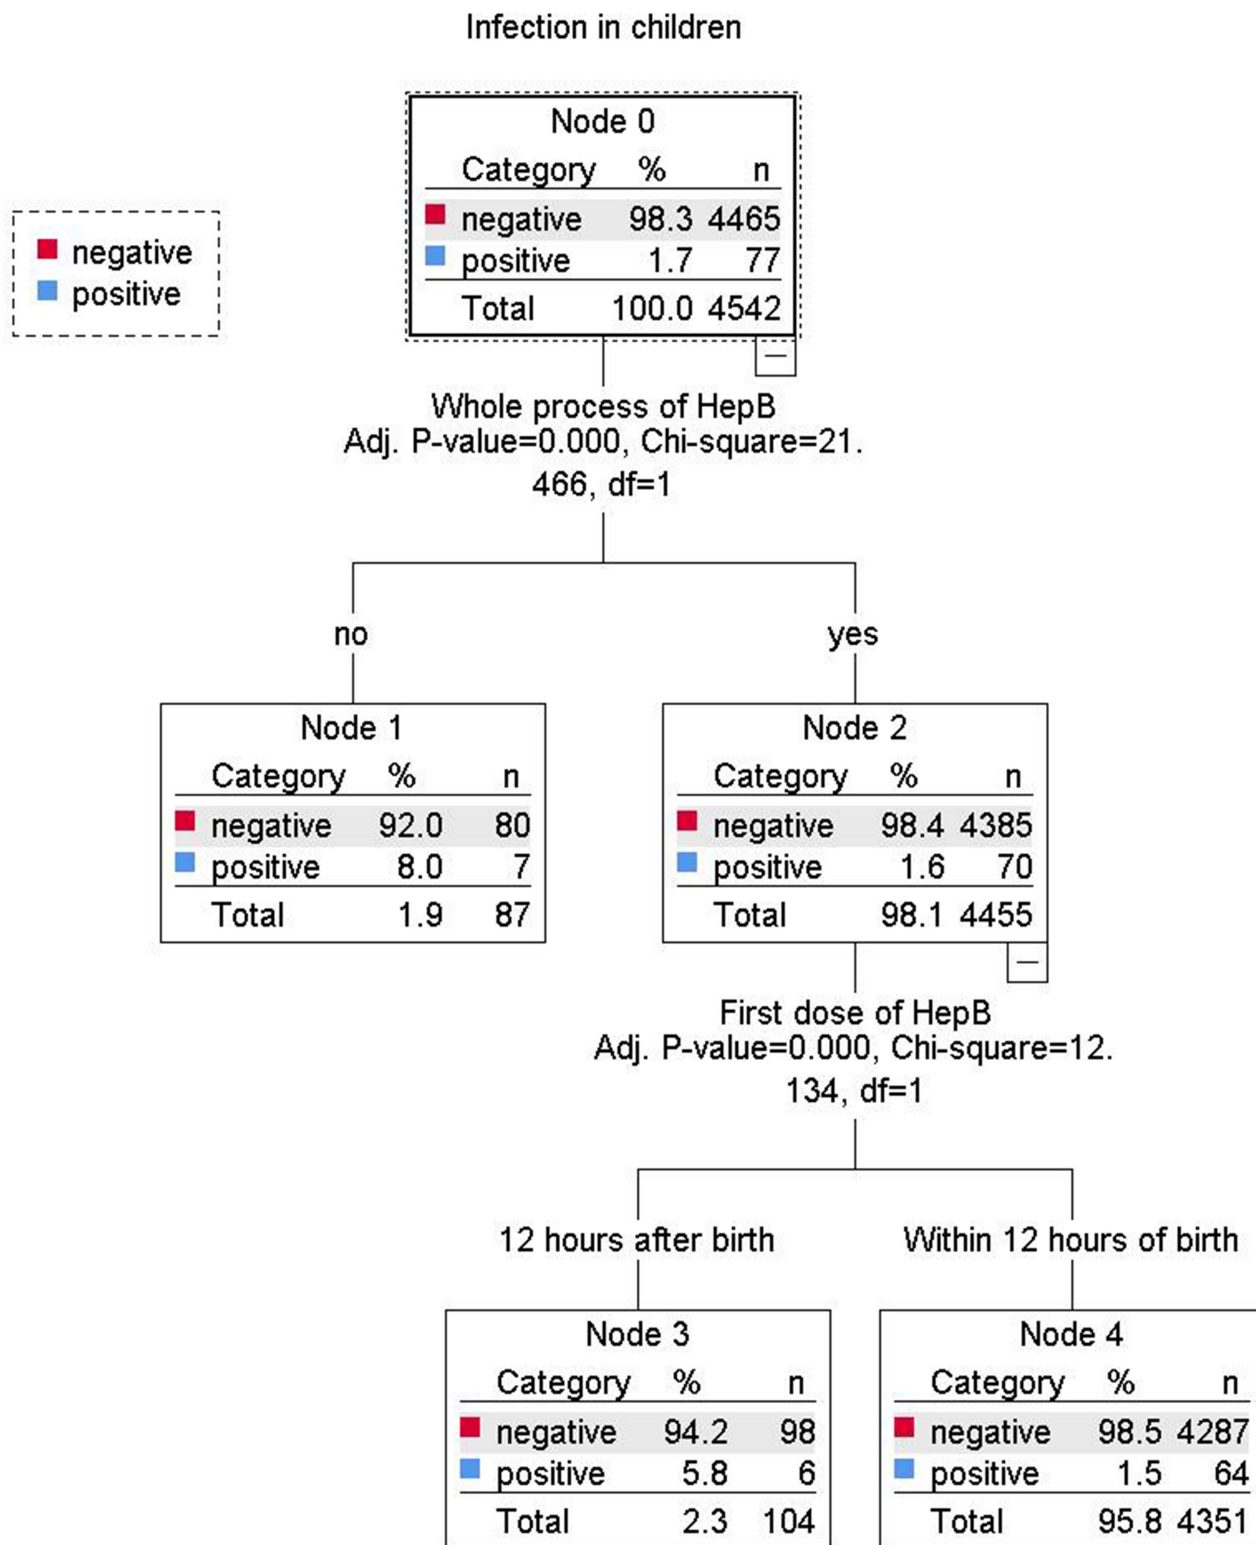 Infection in children
negative
positive
Node 0
Category % n
negative 98.3 4465
positive 1.7 77
Total 100.0 4542
Whole process of HepB
Adj. P-value=0.000, Chi-square=21.
466, df=1
no
yes
Node 1
Category % n
negative 92.0 80
positive 8.0 7
Total 1.9 87
Node 2
Category % n
negative 98.4 4385
positive 1.6 70
Total 98.1 4455
First dose of HepB
Adj. P-value=0.000, Chi-square=12.
134, df=1
12 hours after birth
Within 12 hours of birth
Node 3
Category % n
negative 94.2 98
positive 5.8 6
Total 2.3 104
Node 4
Category % n
negative 98.5 4287
positive 1.5 64
Total 95.8 4351